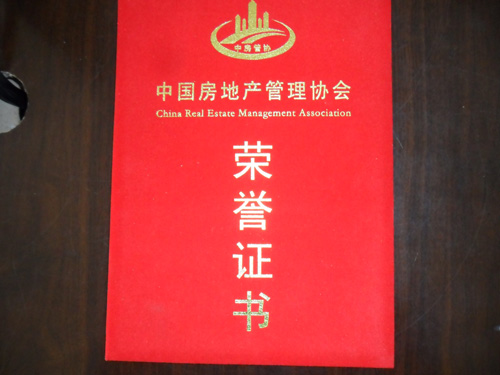 中房管协
中国房地产管理协会
China Real Estate Management Association
荣
誉
证
书